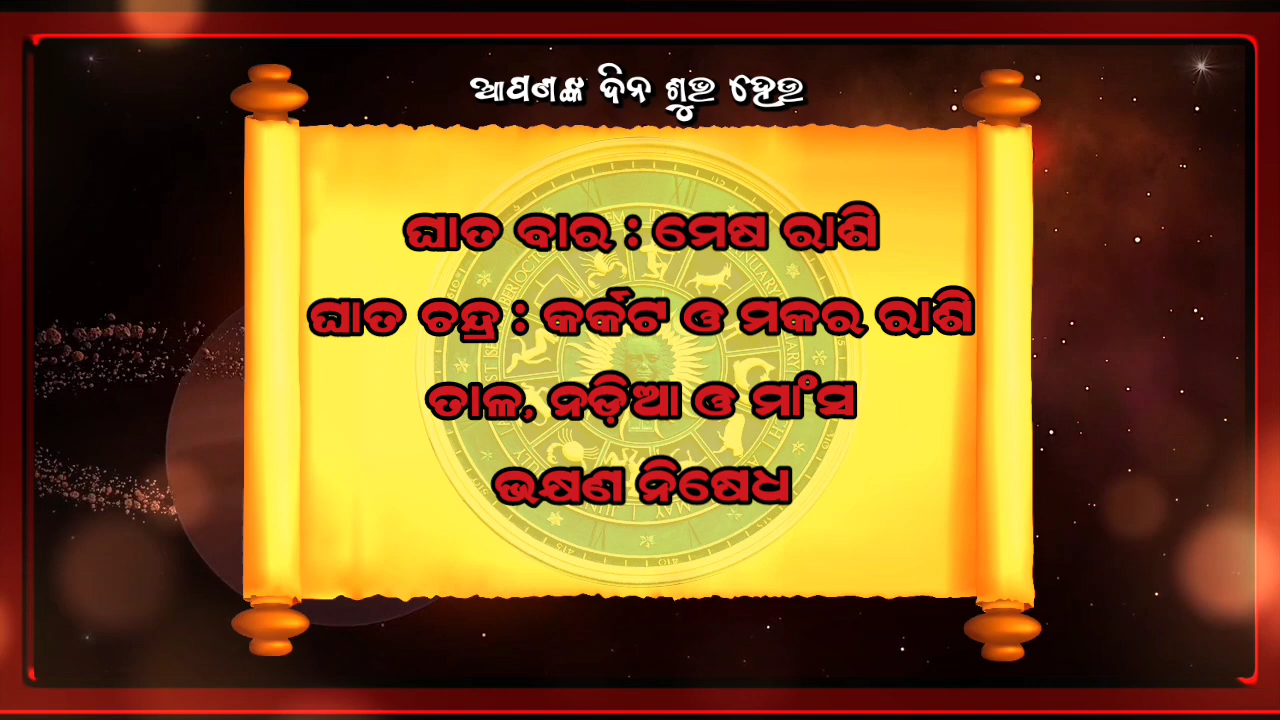 ଆପଣଙ୍କ ଦିନ ଶୁଭ ହେଉ
ଘାତ ବାର : ମେଷ ରାଶି
ଘାତ ଚନ୍ଦ୍ର : କର୍କଟ ଓ ମକର ରାଶି
ତାଳ, ନଡ଼ିଆ ଓ ମାଂସ
ଭକ୍ଷଣ ନିଷେଧ